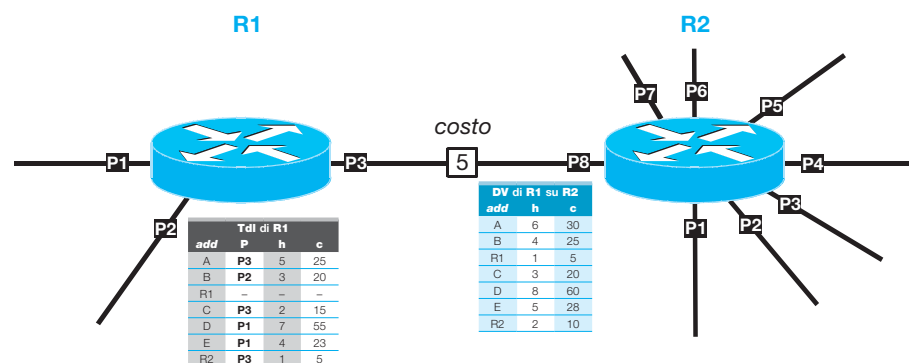 R1
R2
P7
P6
P5
costo
P1
P3
5
P8
P4
P2
P3
P1
P2
TdI di R1
add P h c
A P3 5 25
B P2 3 20
R1 – – –
C P3 2 15
D P1 7 55
E P1 4 23
R2 P3 1 5
DV di R1 su R2
add h c
A 6 30
B 4 25
R1 1 5
C 3 20
D 8 60
E 5 28
R2 2 10